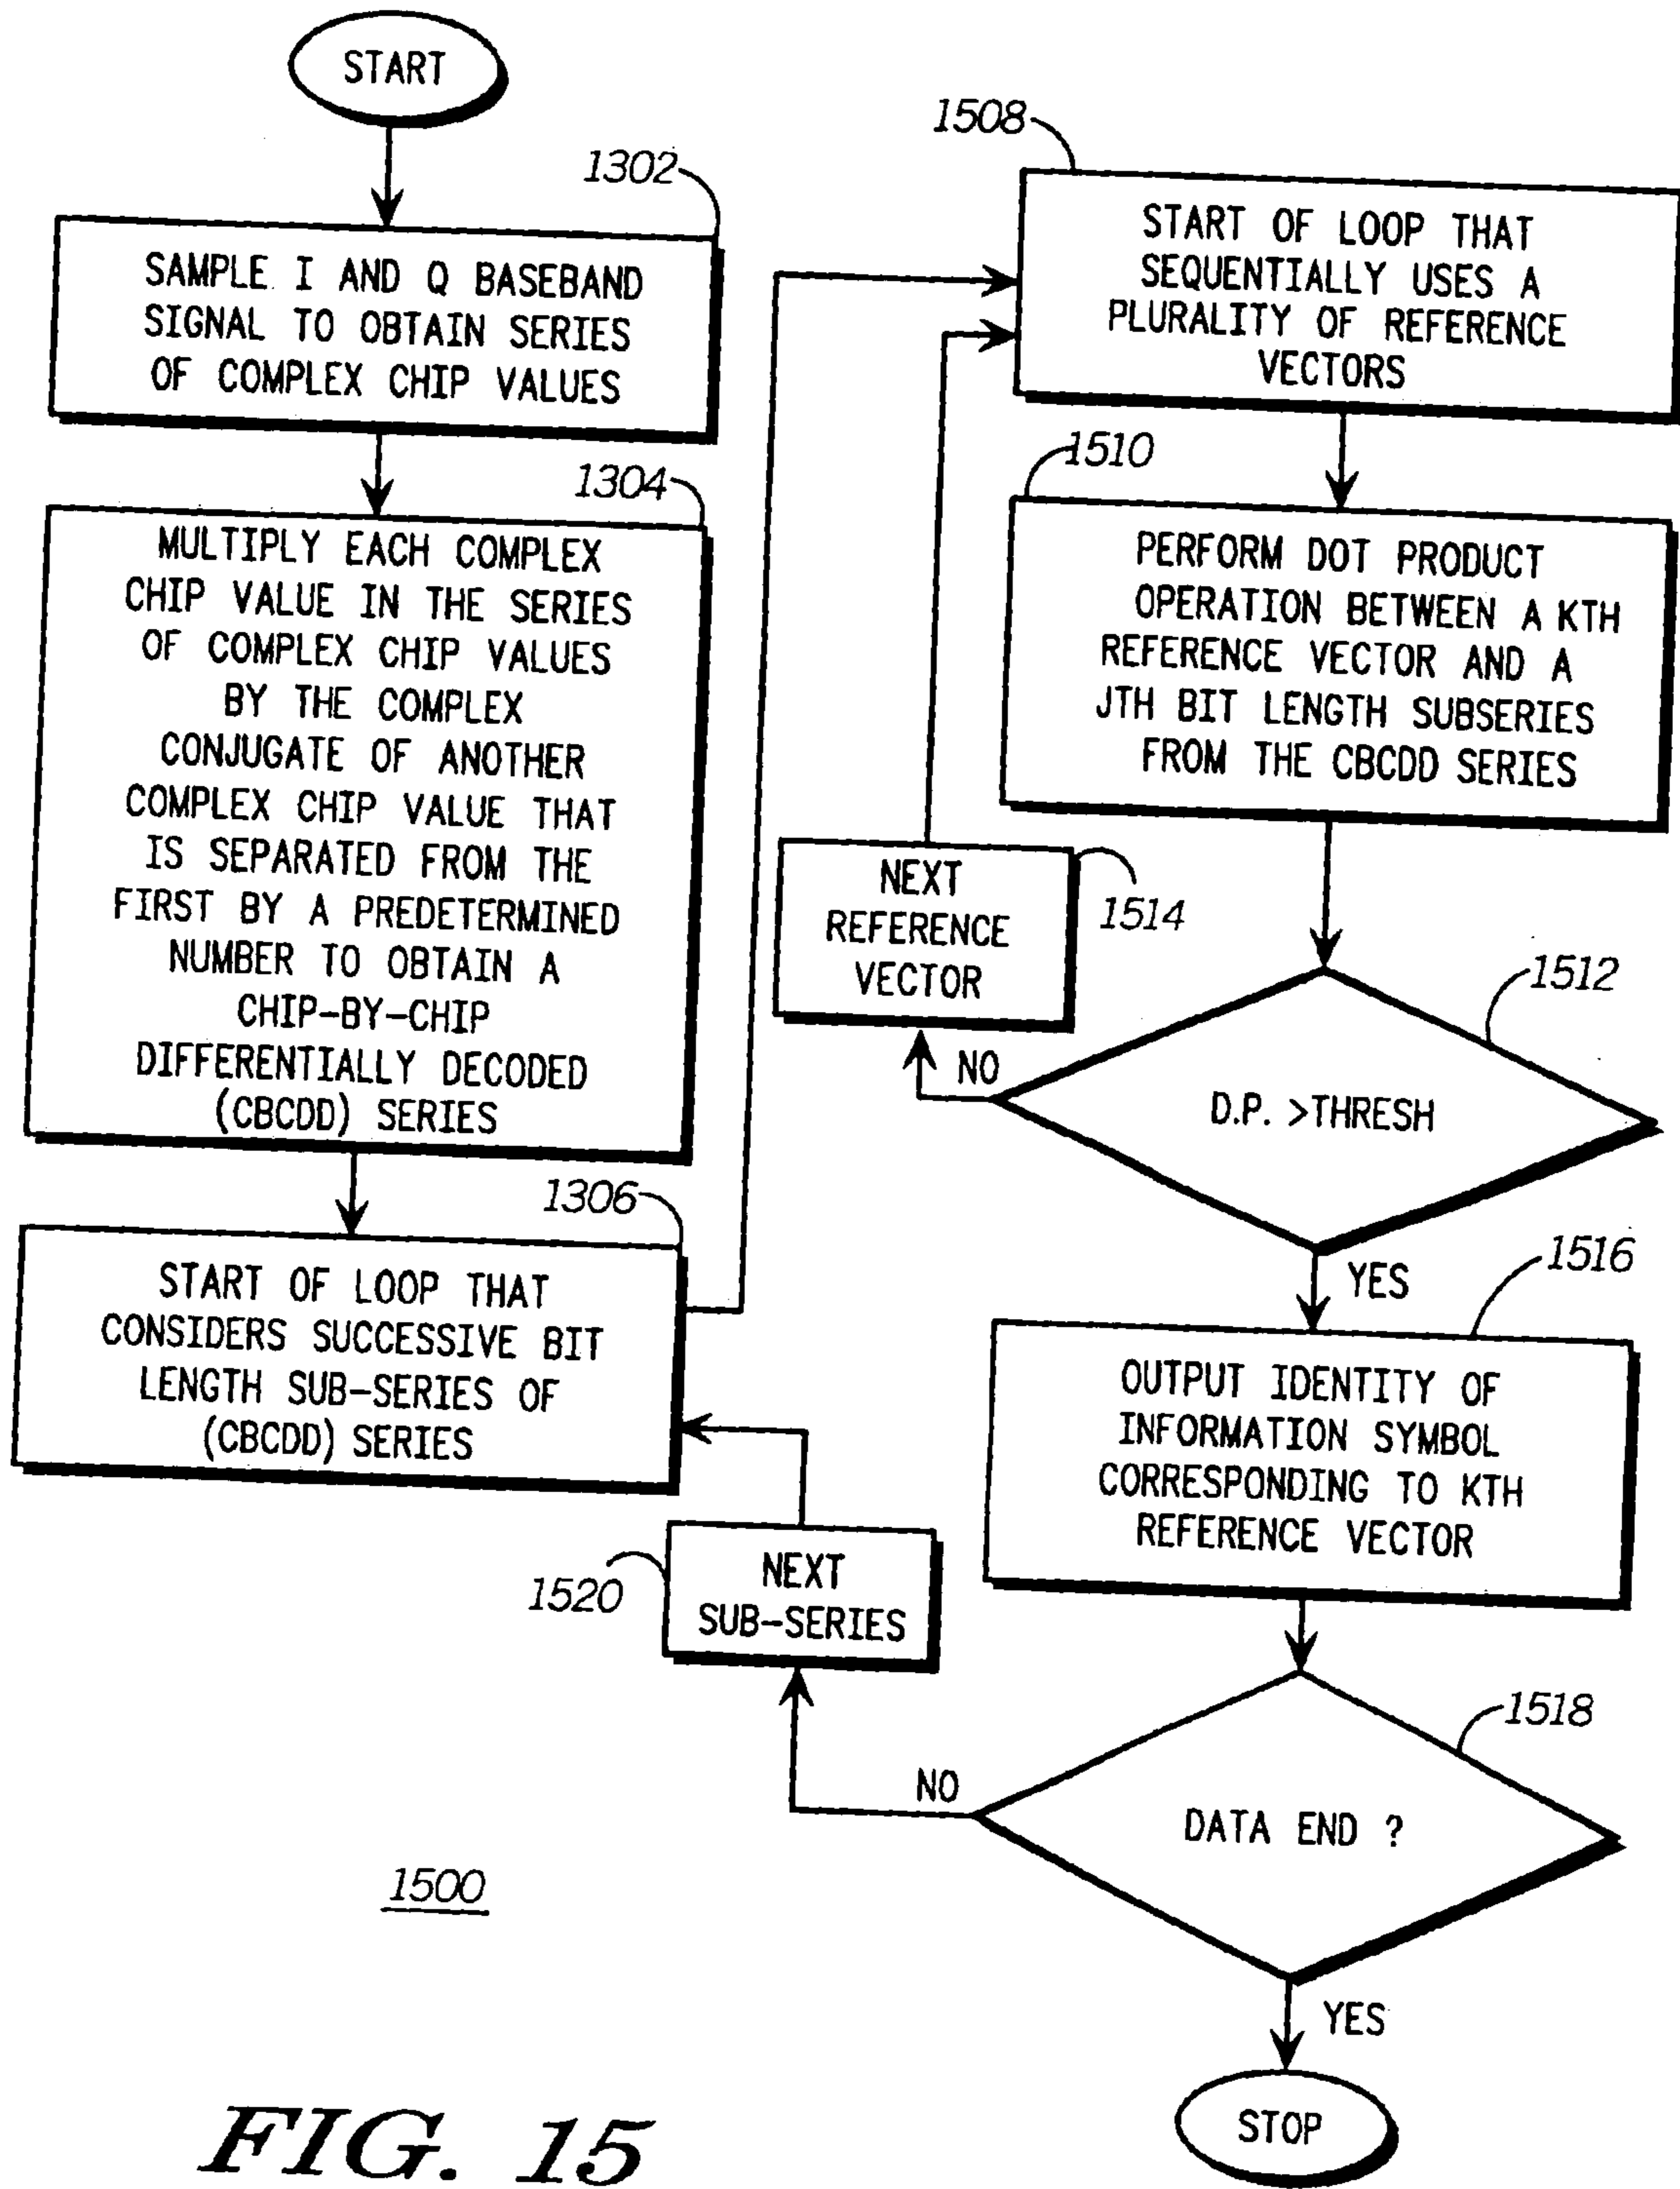 START
1302
SAMPLE I AND Q BASEBAND
SIGNAL TO OBTAIN SERIES
OF COMPLEX CHIP VALUES
1304
MULTIPLY EACH COMPLEX
CHIP VALUE IN THE SERIES
OF COMPLEX CHIP VALUES
BY THE COMPLEX
CONJUGATE OF ANOTHER
COMPLEX CHIP VALUE THAT
IS SEPARATED FROM THE
FIRST BY A PREDETERMINED
NUMBER TO OBTAIN A
CHIP-BY-CHIP
DIFFERENTIALLY DECODED
(CBCDD) SERIES
1306
START OF LOOP THAT
CONSIDERS SUCCESSIVE BIT
LENGTH SUB-SERIES OF
(CBCDD) SERIES
1508
START OF LOOP THAT
SEQUENTIALLY USES A
PLURALITY OF REFERENCE
VECTORS
1510
PERFORM DOT PRODUCT
OPERATION BETWEEN A KTH
REFERENCE VECTOR AND A
JTH BIT LENGTH SUBSERIES
FROM THE CBCDD SERIES
NEXT
REFERENCE
VECTOR
1514
1512
D.P. >THRESH
NO
YES
1516
OUTPUT IDENTITY OF
INFORMATION SYMBOL
CORRESPONDING TO KTH
REFERENCE VECTOR
1520
NEXT
SUB-SERIES
1518
DATA END ?
NO
YES
STOP
1500
FIG. 15